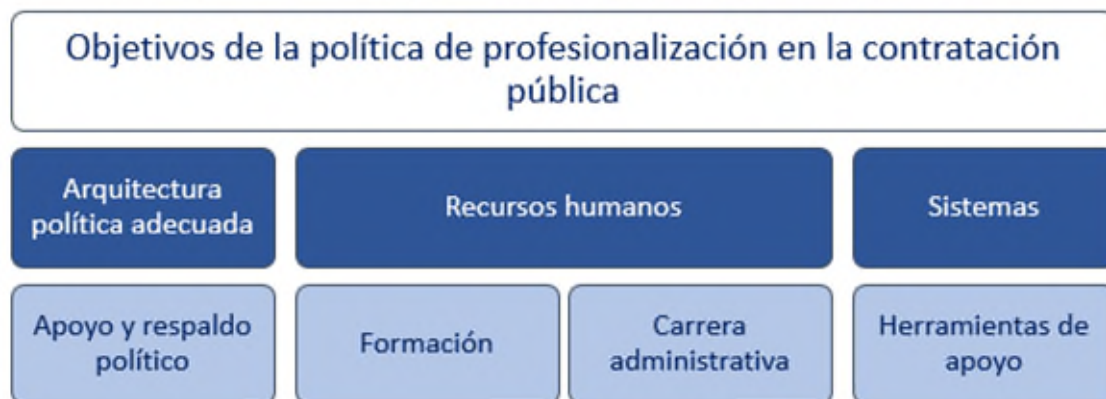 Objetivos de la política de profesionalización en la contratación
pública
Arquitectura
política adecuada
Recursos humanos
Sistemas
Apoyo y respaldo
político
Formación
Carrera
administrativa
Herramientas de
apoyo